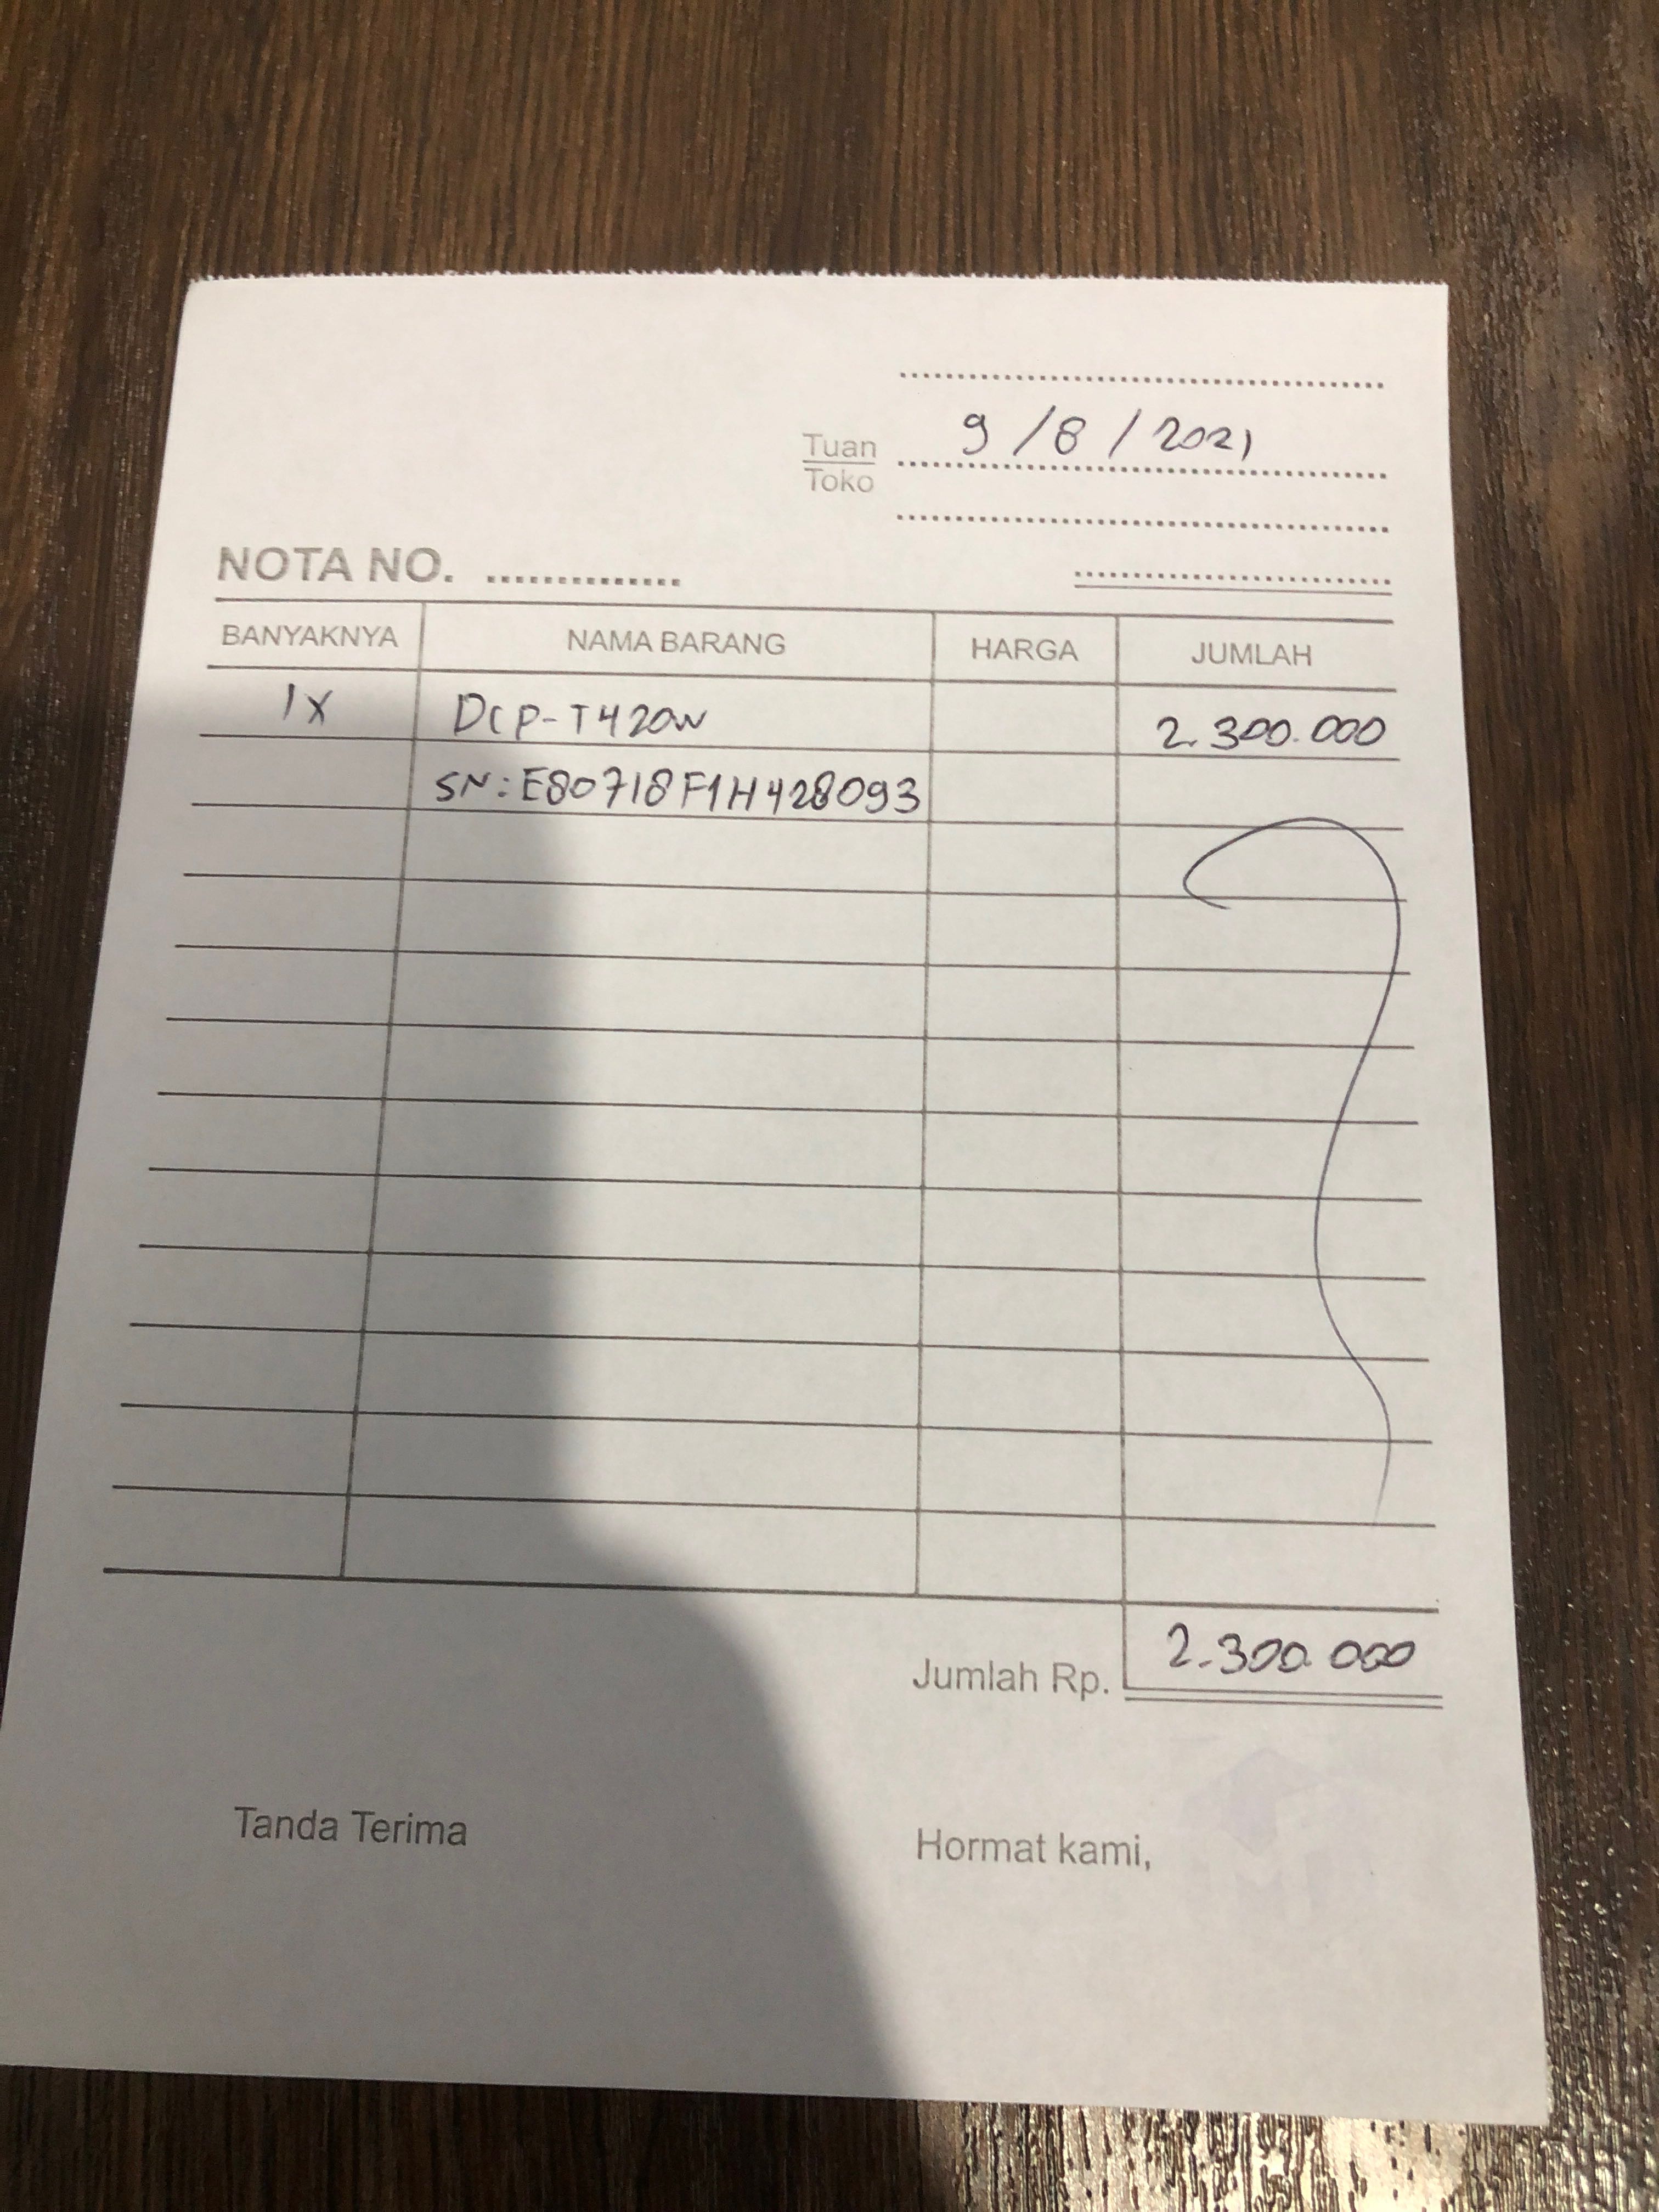 9/8/2021
Tuan
Toko
NOTA NO. ..............
BANYAKNYA NAMA BARANG HARGA JUMLAH
1X DCP-T420W 2.300.000
SN: E80718F1H428093
Jumlah Rp. 2.300.000
Tanda Terima Hormat kami,